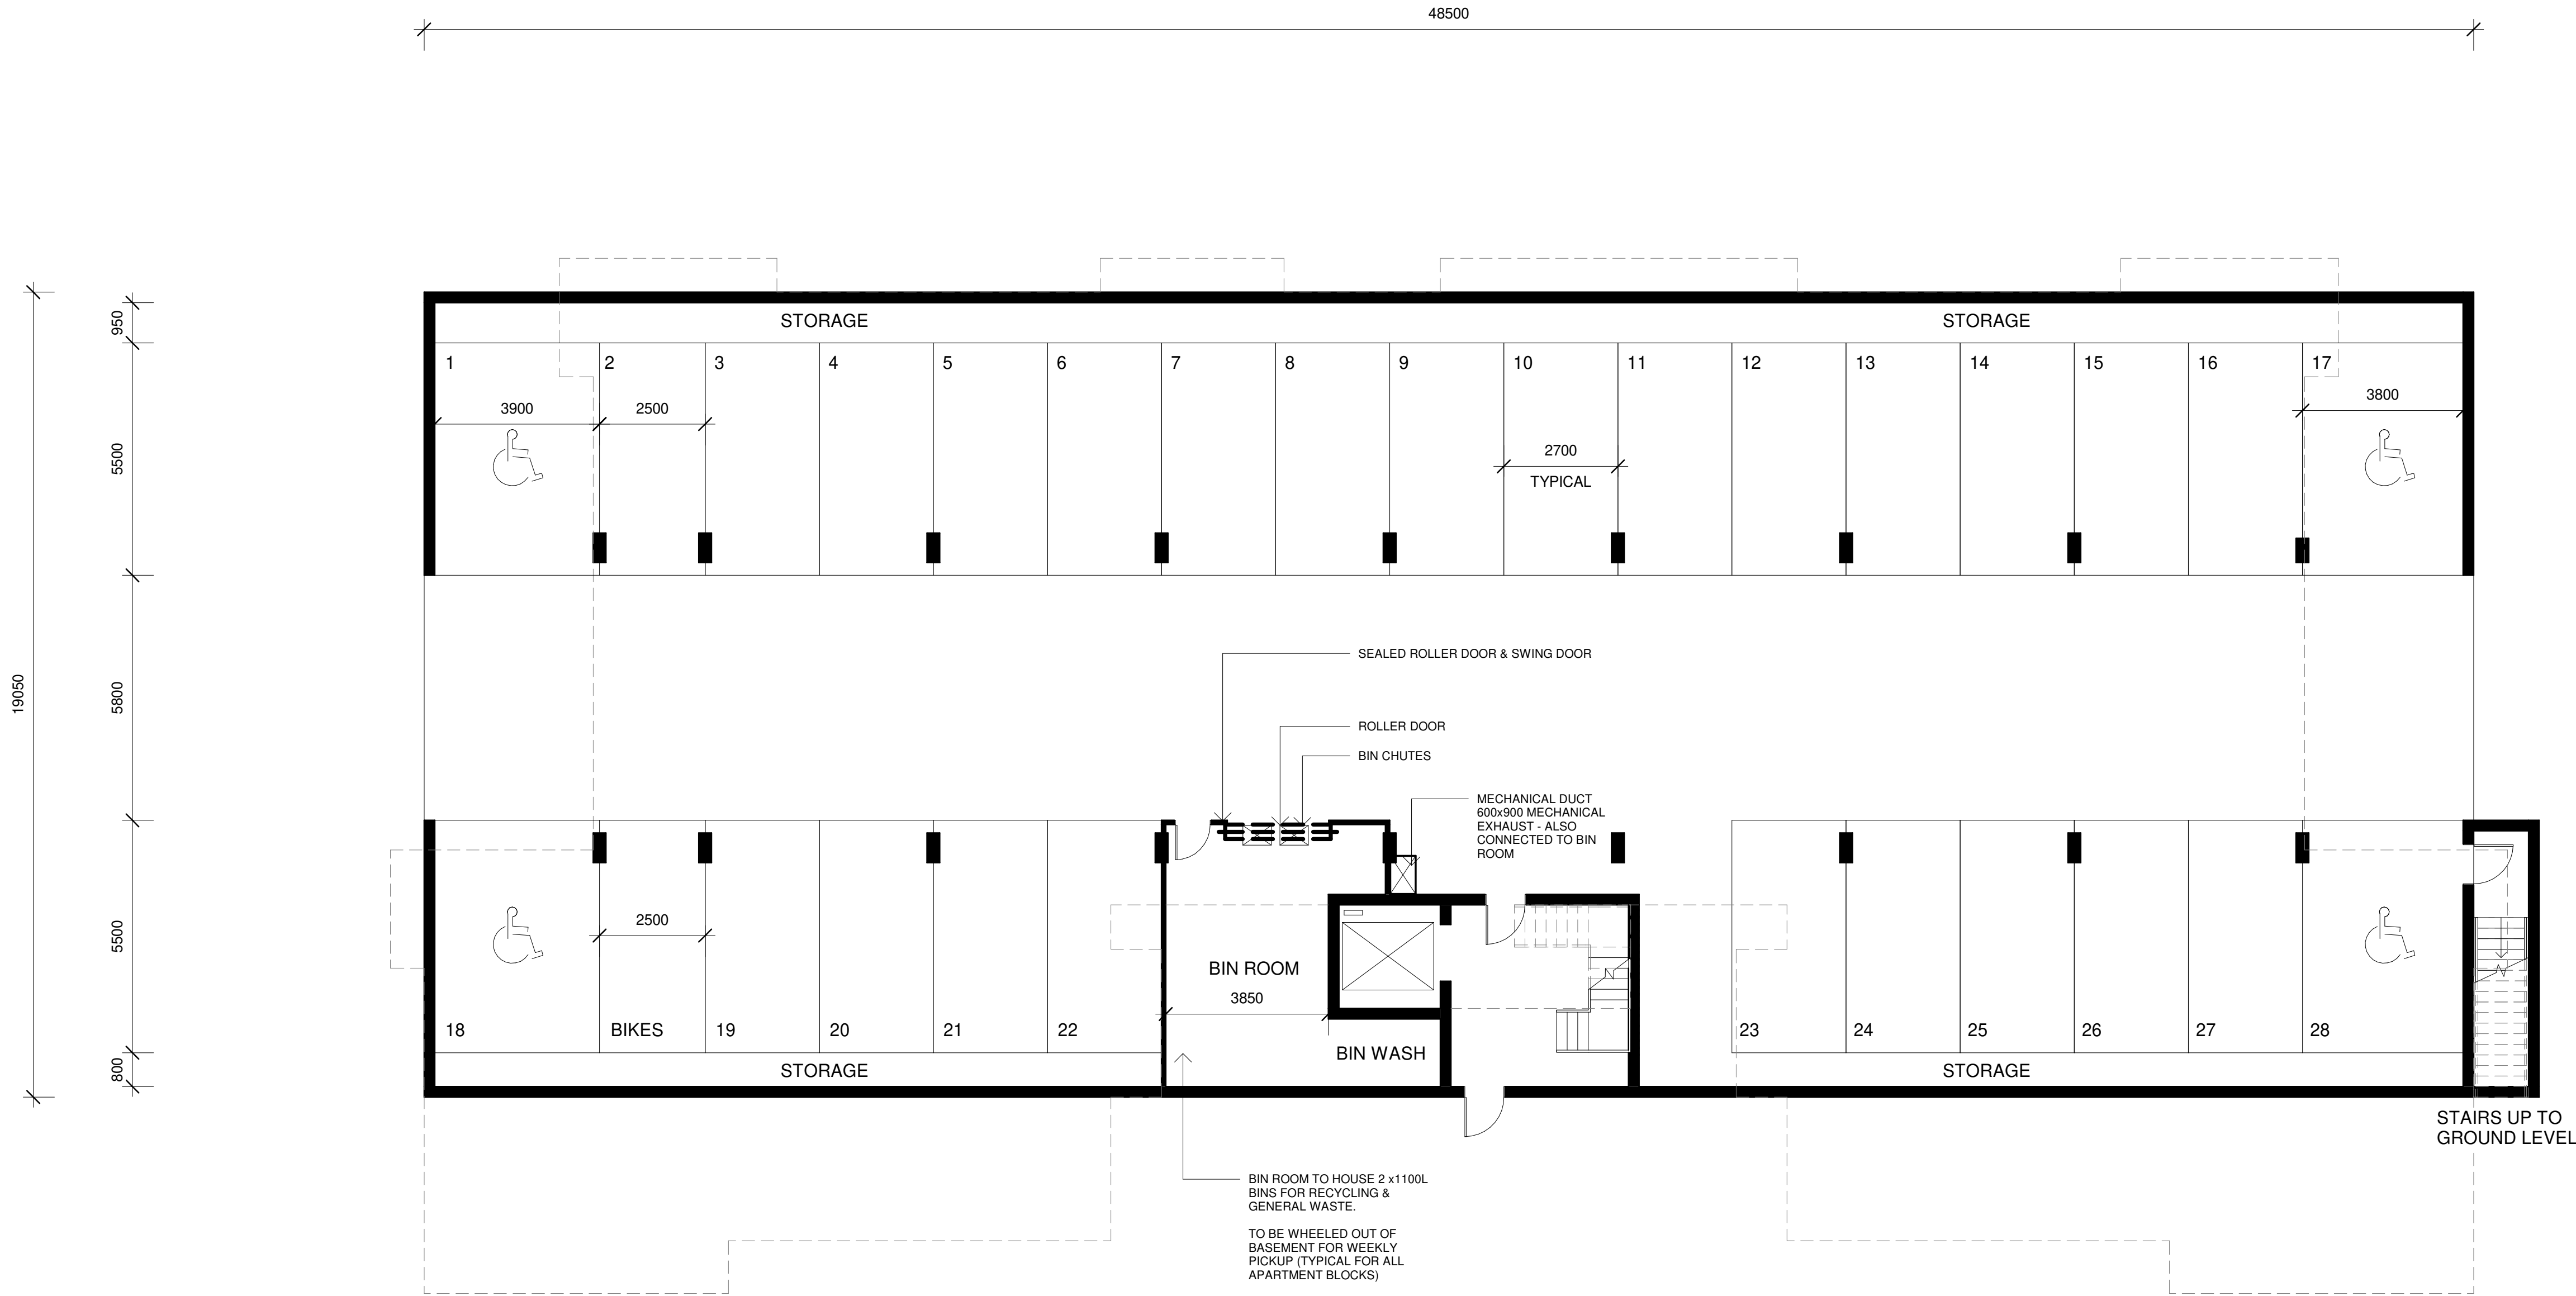 48500
STORAGE
STORAGE
950
1
2
3
4
5
6
7
8
9
10
11
12
13
14
15
16
17
3900
2500
3800
5500
2700
TYPICAL
19050
5800
SEALED ROLLER DOOR & SWING DOOR
ROLLER DOOR
BIN CHUTES
MECHANICAL DUCT
600x900 MECHANICAL
EXHAUST - ALSO
CONNECTED TO BIN
ROOM
5500
2500
BIN ROOM
3850
18
BIKES
19
20
21
22
23
24
25
26
27
28
BIN WASH
800
STORAGE
STORAGE
STAIRS UP TO
GROUND LEVEL
BIN ROOM TO HOUSE 2 x1100L
BINS FOR RECYCLING &
GENERAL WASTE.
TO BE WHEELED OUT OF
BASEMENT FOR WEEKLY
PICKUP (TYPICAL FOR ALL
APARTMENT BLOCKS)